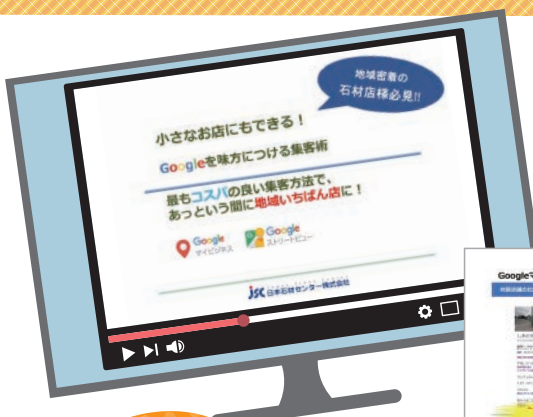 地域密着の
石材店様必見!!
小さなお店にもできる！
Googleを味方につける集客術
最もコスパの良い集客方法で、
あっという間に地域いちばん店に！
Google
マイビジネス
Google
ストリートビュー
jsc 日本石材センター株式会社
Googleマ